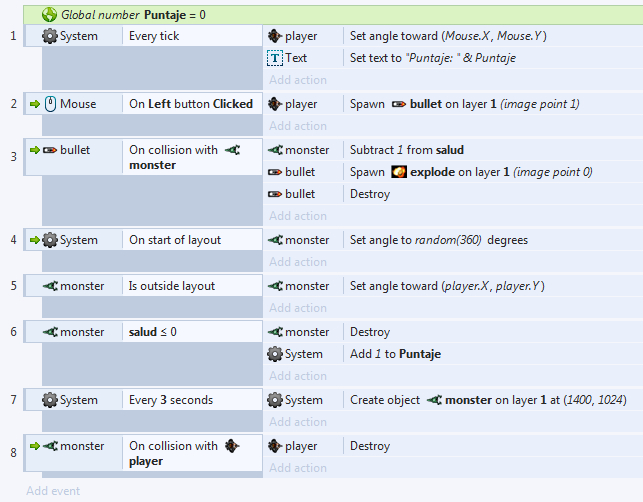 Global number Puntaje = 0
1 System Every tick player Set angle toward (Mouse.X, Mouse.Y)
T Text Set text to "Puntaje: " & Puntaje
Add action
2 Mouse On Left button Clicked player Spawn bullet on layer 1 (image point 1)
Add action
3 bullet On collision with monster monster Subtract 1 from salud
bullet Spawn explode on layer 1 (image point 0)
bullet Destroy
Add action
4 System On start of layout monster Set angle to random(360) degrees
Add action
5 monster Is outside layout monster Set angle toward (player.X, player.Y)
Add action
6 monster salud ≤ 0 monster Destroy
System Add 1 to Puntaje
Add action
7 System Every 3 seconds System Create object monster on layer 1 at (1400, 1024)
Add action
8 monster On collision with player player Destroy
Add action
Add event